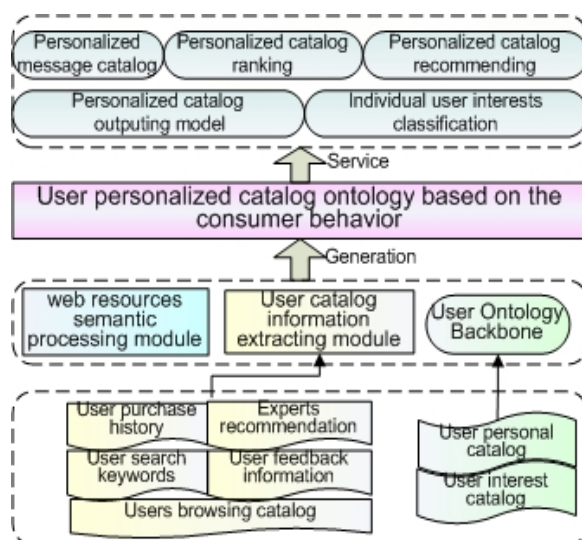 Personalized
message catalog
Personalized catalog
ranking
Personalized catalog
recommending
Personalized catalog
outputing model
Individual user interests
classification
Service
User personalized catalog ontology based on the
consumer behavior
Generation
web resources
semantic
processing module
User catalog
information
extracting module
User Ontology
Backbone
User purchase
history
Experts
recommendation
User search
keywords
User feedback
information
Users browsing catalog
User personal
catalog
User interest catalog